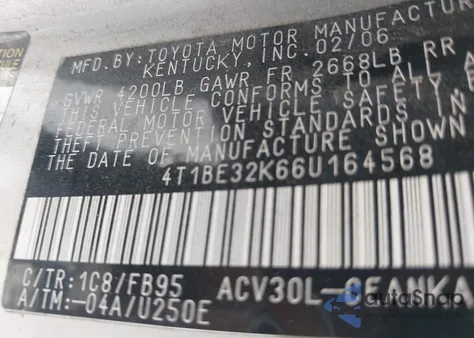 MFD. BY: TOYOTA MOTOR MANUFACTUR
KENTUCKY, INC. 02/06
GVWR 4200LB GAWR FR 2668LB RR
THIS VEHICLE CONFORMS TO ALL A
FEDERAL MOTOR VEHICLE SAFETY,
THEFT PREVENTION STANDARDS IN
THE DATE OF MANUFACTURE SHOWN
4T1BE32K66U164568
C/TR: 1C8/FB95
ACV30L-
A/TM: -04A/U250E
AutoSnap